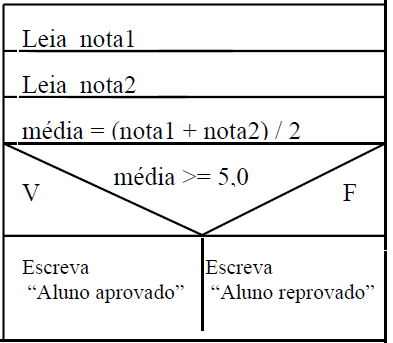 Leia nota1
Leia nota2
média = (nota1 + nota2) / 2
média >= 5,0
V
F
Escreva
“Aluno aprovado”
Escreva
“Aluno reprovado”